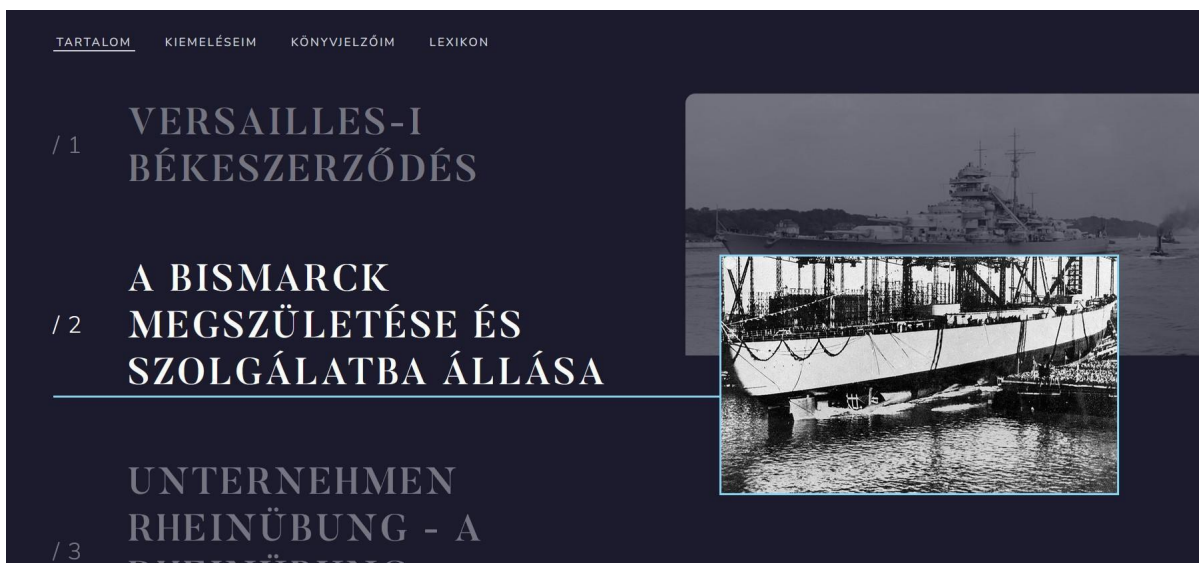 TARTALOM KIEMELÉSEIM KÖNYVJELZŐIM LEXIKON
/ 1
VERSAILLES-I
BÉKESZERZŐDÉS
/ 2
A BISMARCK
MEGSZÜLETÉSE ÉS
SZOLGÁLATBA ÁLLÁSA
/ 3
UNTERNEHMEN
RHEINÜBUNG - A